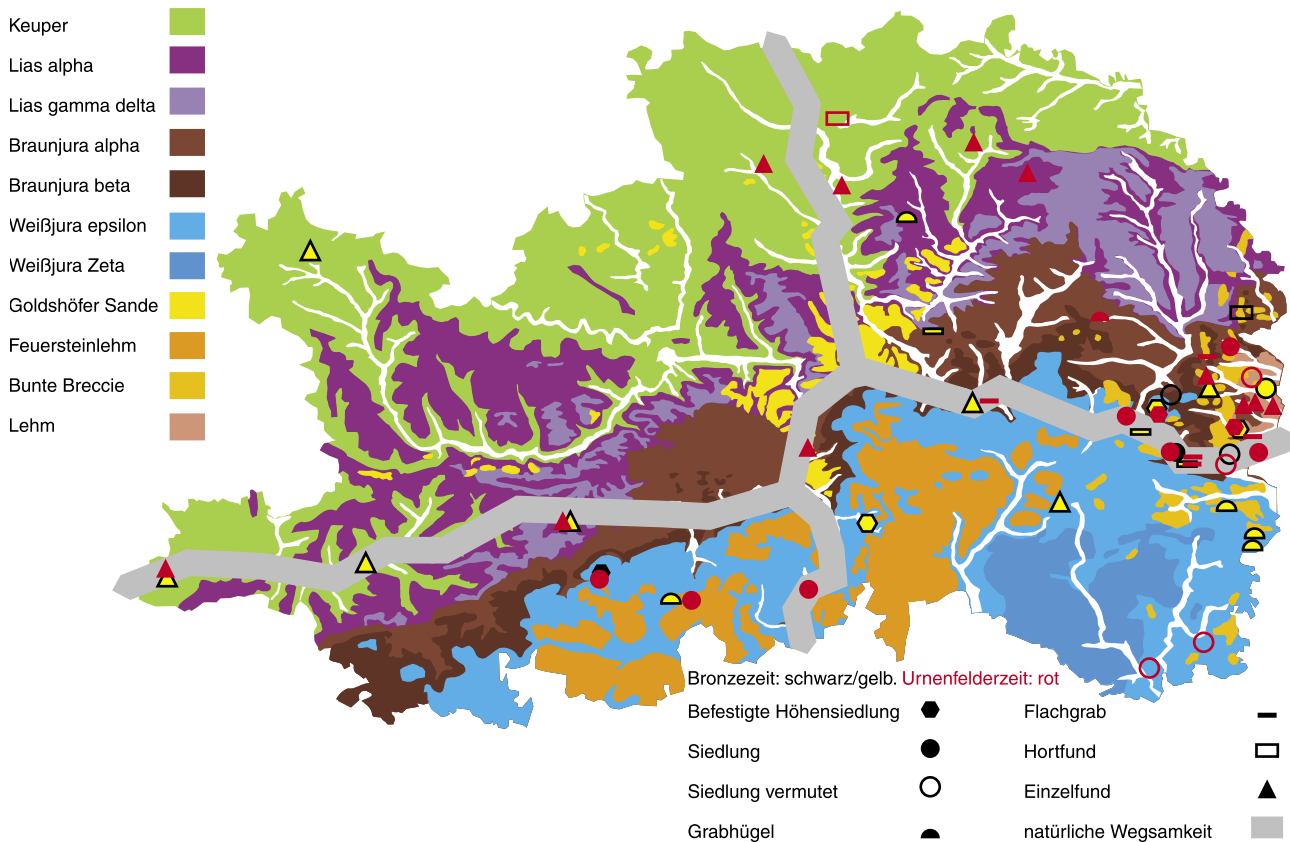 Keuper
Lias alpha
Lias gamma delta
Braunjura alpha
Braunjura beta
Weißjura epsilon
Weißjura Zeta
Goldshöfer Sande
Feuersteinlehm
Bunte Breccie
Lehm
Bronzezeit: schwarz/gelb. Urnenfelderzeit: rot
Befestigte Höhensiedlung
Siedlung
Siedlung vermutet
Grabhügel
Flachgrab
Hortfund
Einzelfund
natürliche Wegsamkeit